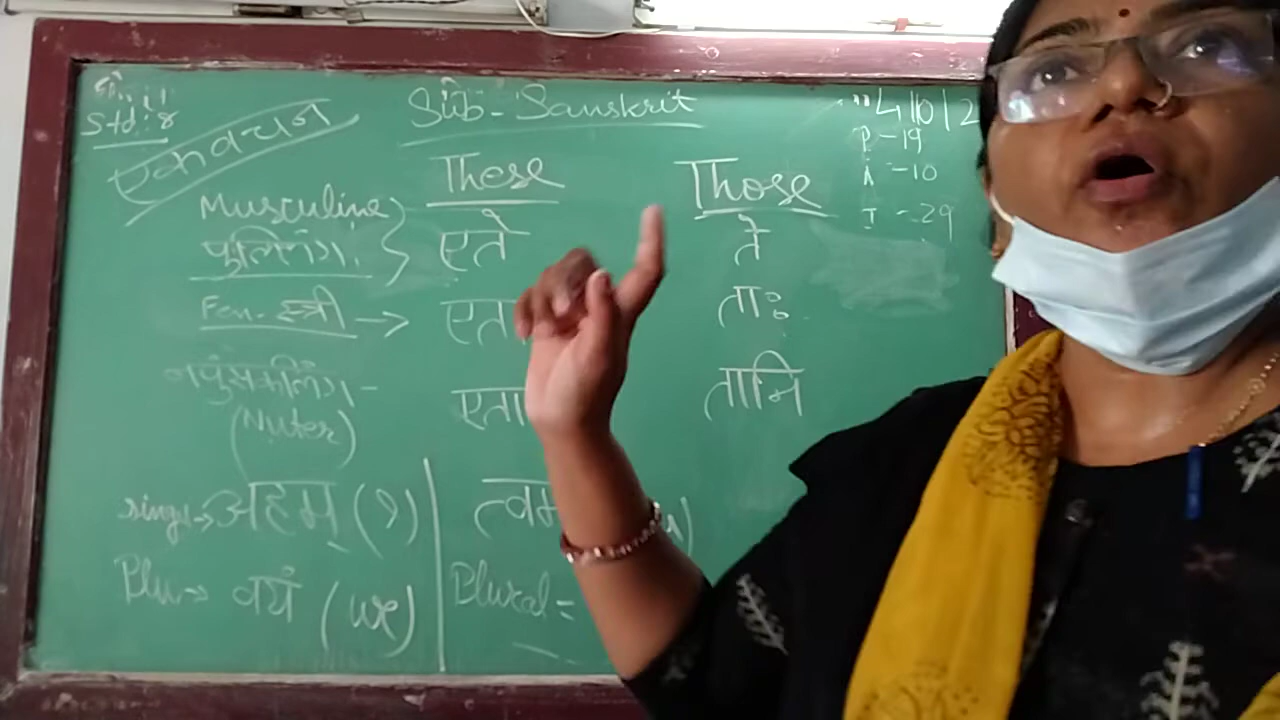 Std: 8
एकवचन
Sub - Sanskrit
P - 19
A - 10
T - 29
These
Those
Musculine
पुल्लिंग.
एते
ते
Fem - स्त्री →
ताः
नपुंसकलिंग -
(Nuter)
एता
तानि
sing → अहम्
त्वम
Plu → वयं (we)
Plural =